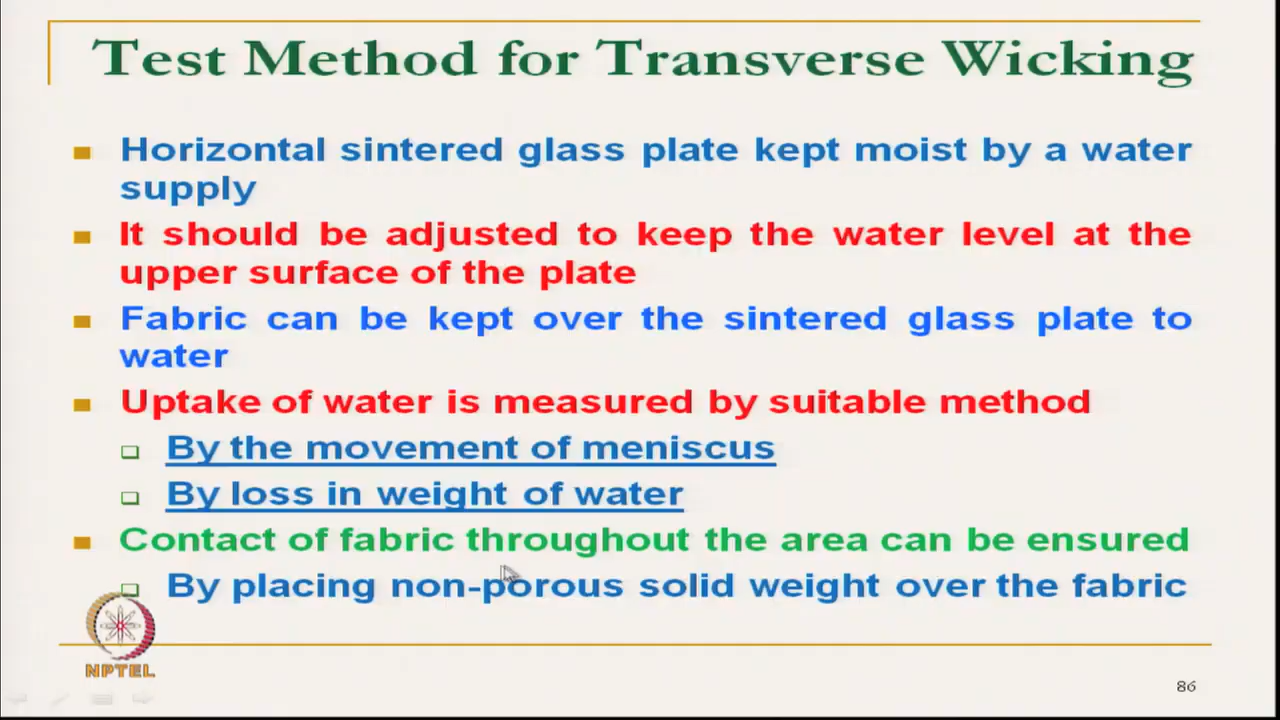 Test Method for Transverse Wicking
Horizontal sintered glass plate kept moist by a water
supply
It should be adjusted to keep the water level at the
upper surface of the plate
Fabric can be kept over the sintered glass plate to
water
Uptake of water is measured by suitable method
By the movement of meniscus
By loss in weight of water
Contact of fabric throughout the area can be ensured
By placing non-porous solid weight over the fabric
NPTEL
86